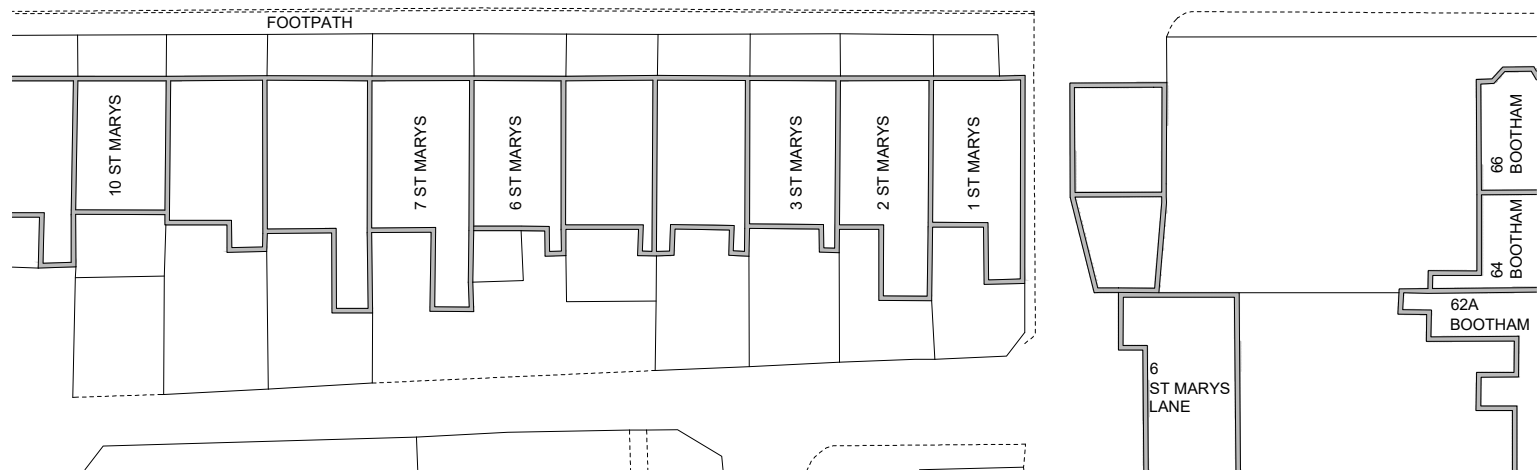 FOOTPATH
10 ST MARYS
7 ST MARYS
6 ST MARYS
3 ST MARYS
2 ST MARYS
1 ST MARYS
66
BOOTHAM
64
BOOTHAM
62A
BOOTHAM
6
ST MARYS
LANE